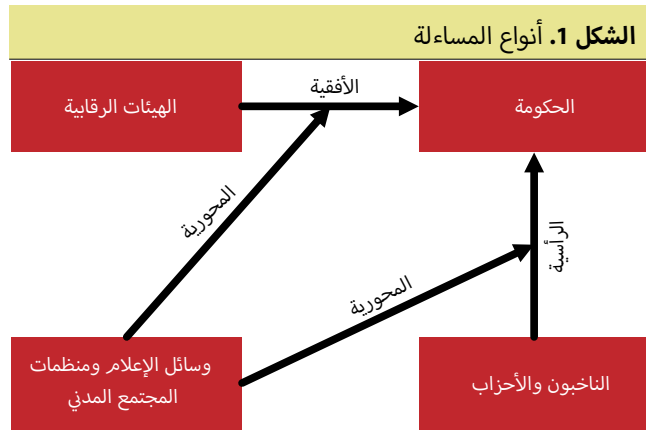 الشكل 1. أنواع المساءلة
الحكومة
الأفقية
الهيئات الرقابية
المحورية
الرأسية
المحورية
الناخبون والأحزاب
وسائل الإعلام ومنظمات
المجتمع المدني